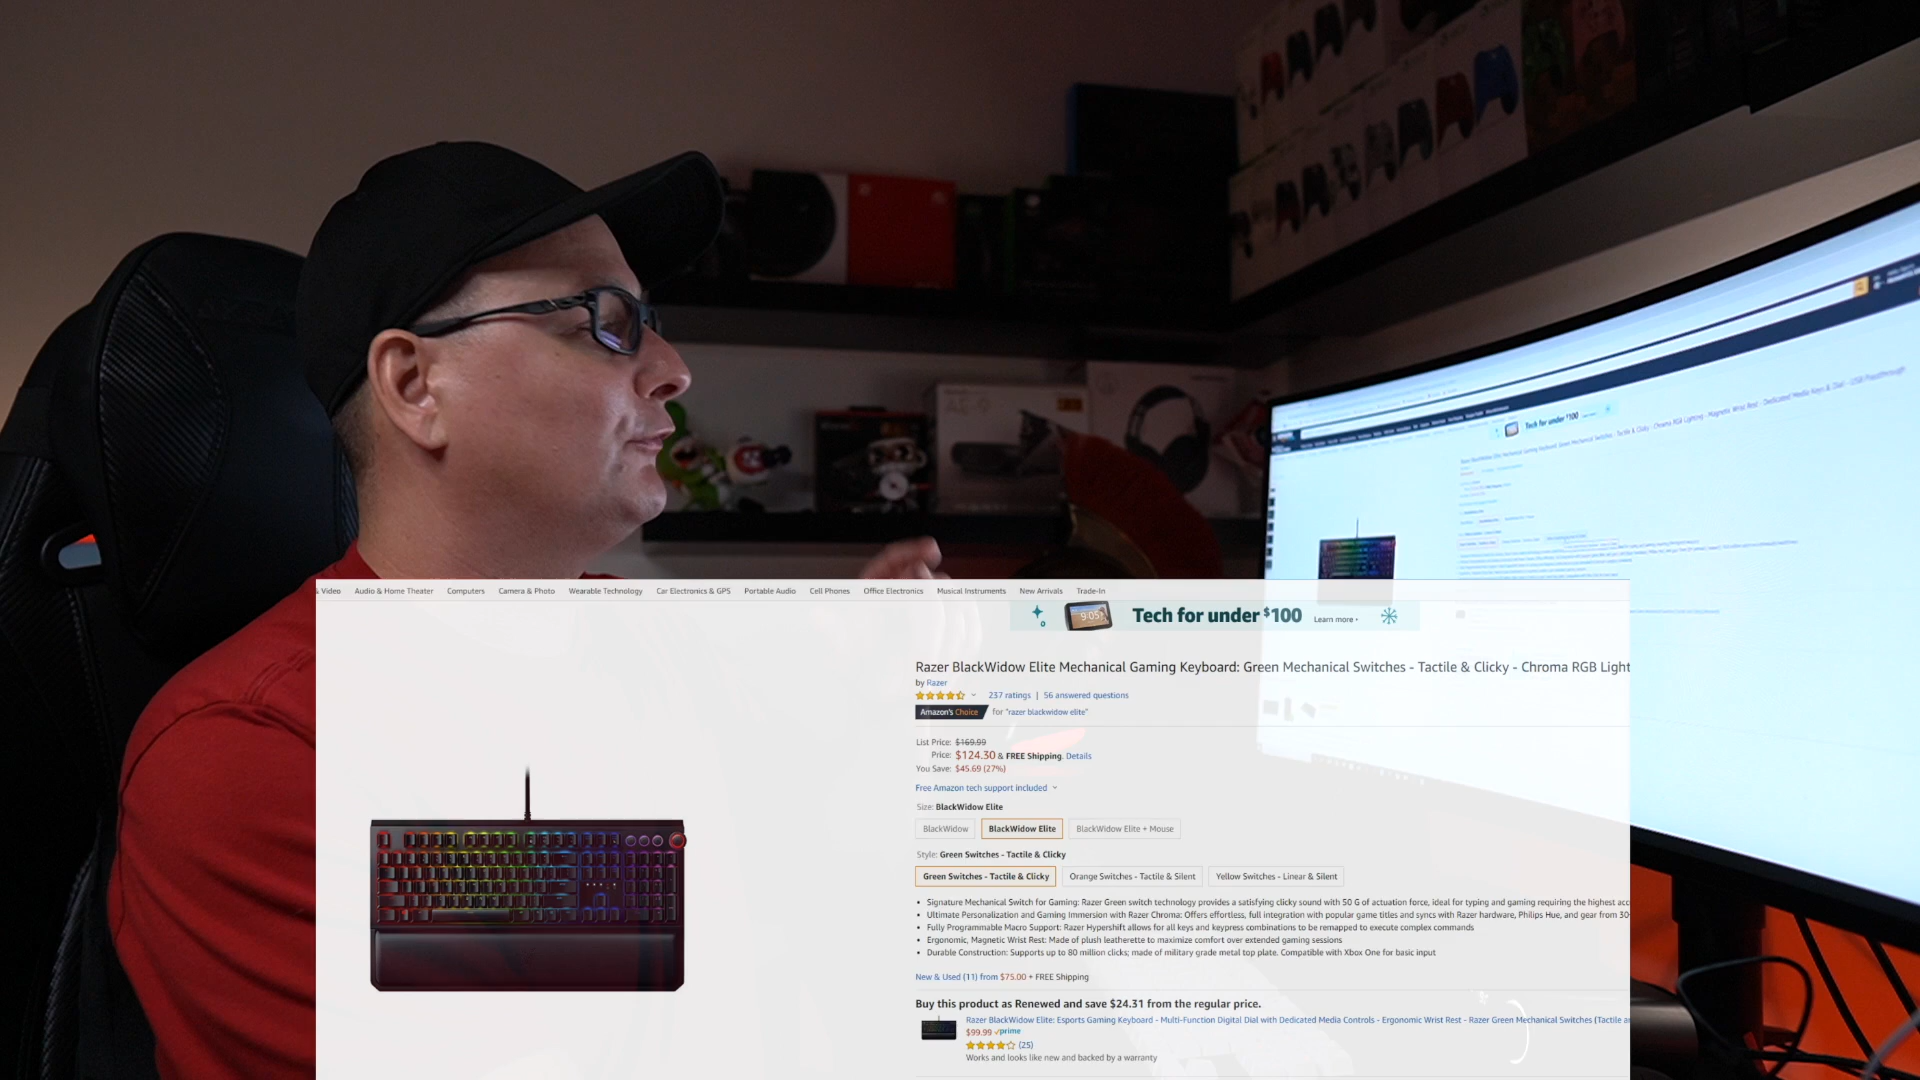 & Video Audio & Home Theater Computers Camera & Photo Wearable Technology Car Electronics & GPS Portable Audio Cell Phones Office Electronics Musical Instruments New Arrivals Trade-In
9:05
Tech for under $100 Learn more
Razer BlackWidow Elite Mechanical Gaming Keyboard: Green Mechanical Switches - Tactile & Clicky - Chroma RGB Light
by Razer
237 ratings | 56 answered questions
Amazon's Choice for "razer blackwidow elite"
List Price: $169.99
Price: $124.30 & FREE Shipping. Details
You Save: $45.69 (27%)
Free Amazon tech support included
Size: BlackWidow Elite
BlackWidow BlackWidow Elite BlackWidow Elite + Mouse
Style: Green Switches - Tactile & Clicky
Green Switches - Tactile & Clicky Orange Switches - Tactile & Silent Yellow Switches - Linear & Silent
• Signature Mechanical Switch for Gaming: Razer Green switch technology provides a satisfying clicky sound with 50 G of actuation force, ideal for typing and gaming requiring the highest acc
• Ultimate Personalization and Gaming Immersion with Razer Chroma: Offers effortless, full integration with popular game titles and syncs with Razer hardware, Philips Hue, and gear from 30
• Fully Programmable Macro Support: Razer Hypershift allows for all keys and keypress combinations to be remapped to execute complex commands
• Ergonomic, Magnetic Wrist Rest: Made of plush leatherette to maximize comfort over extended gaming sessions
• Durable Construction: Supports up to 80 million clicks; made of military grade metal top plate. Compatible with Xbox One for basic input
New & Used (11) from $75.00 + FREE Shipping
Buy this product as Renewed and save $24.31 from the regular price.
Razer BlackWidow Elite: Esports Gaming Keyboard - Multi-Function Digital Dial with Dedicated Media Controls - Ergonomic Wrist Rest - Razer Green Mechanical Switches (Tactile a
$99.99 prime
(25)
Works and looks like new and backed by a warranty
Tech for under $100
AE-9